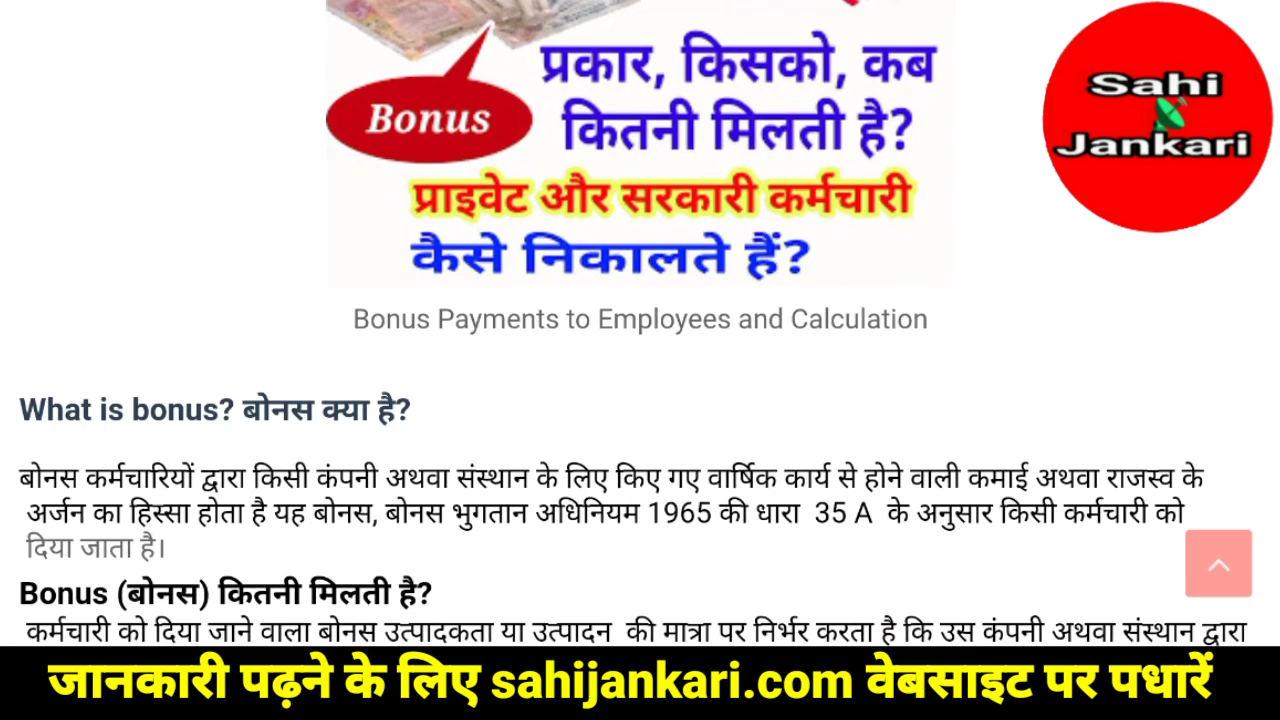 प्रकार, किसको, कब
Bonus
कितनी मिलती है?
प्राइवेट और सरकारी कर्मचारी
कैसे निकालते हैं?
Sahi
Jankari
Bonus Payments to Employees and Calculation
What is bonus? बोनस क्या है?
बोनस कर्मचारियों द्वारा किसी कंपनी अथवा संस्थान के लिए किए गए वार्षिक कार्य से होने वाली कमाई अथवा राजस्व के
अर्जन का हिस्सा होता है यह बोनस, बोनस भुगतान अधिनियम 1965 की धारा 35 A के अनुसार किसी कर्मचारी को
दिया जाता है।
Bonus (बोनस) कितनी मिलती है?
कर्मचारी को दिया जाने वाला बोनस उत्पादकता या उत्पादन की मात्रा पर निर्भर करता है कि उस कंपनी अथवा संस्थान द्वारा
जानकारी पढ़ने के लिए sahijankari.com वेबसाइट पर पधारें